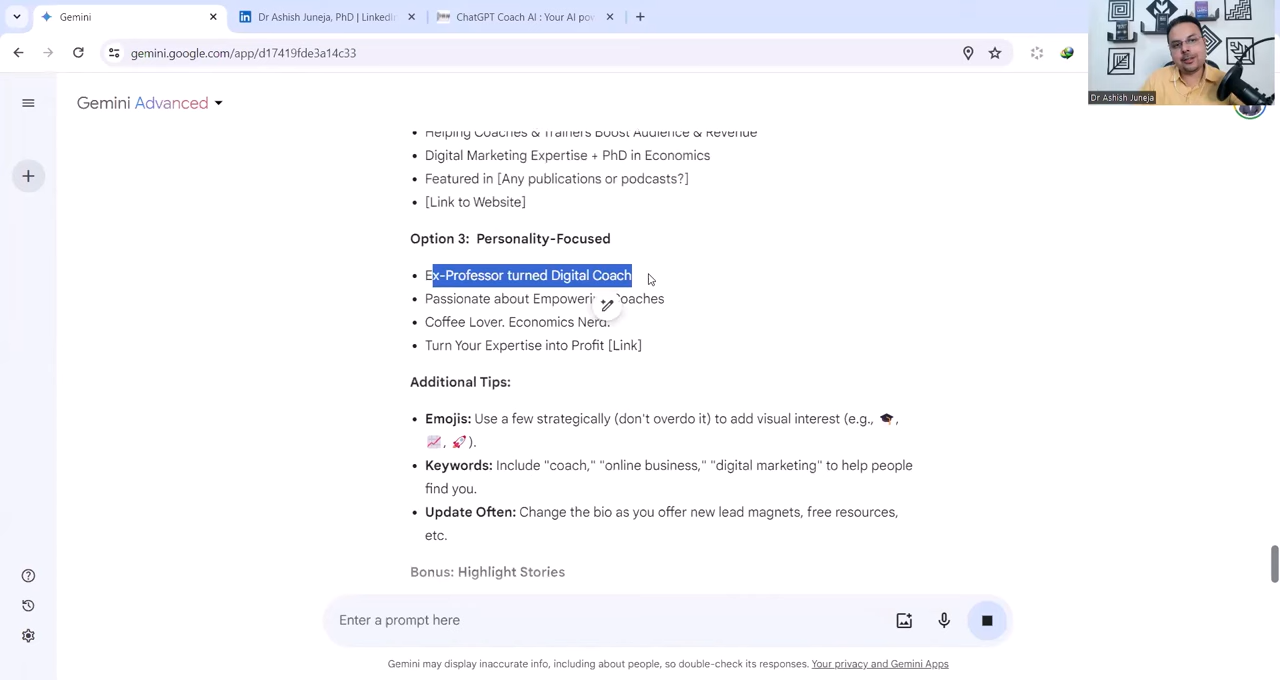 Gemini
Dr Ashish Juneja, PhD | LinkedIn
ChatGPT Coach AI : Your AI pow
gemini.google.com/app/d17419fde3a14c33
Dr Ashish Juneja
Gemini Advanced
Helping Coaches & Trainers Boost Audience & Revenue
Digital Marketing Expertise + PhD in Economics
Featured in [Any publications or podcasts?]
[Link to Website]
Option 3: Personality-Focused
Ex-Professor turned Digital Coach
Passionate about Empoweri Coaches
Coffee Lover. Economics Nerd.
Turn Your Expertise into Profit [Link]
Additional Tips:
Emojis: Use a few strategically (don't overdo it) to add visual interest (e.g., 🎓,
📈, 🚀).
Keywords: Include "coach," "online business," "digital marketing" to help people
find you.
Update Often: Change the bio as you offer new lead magnets, free resources,
etc.
Bonus: Highlight Stories
Enter a prompt here
Gemini may display inaccurate info, including about people, so double-check its responses. Your privacy and Gemini Apps